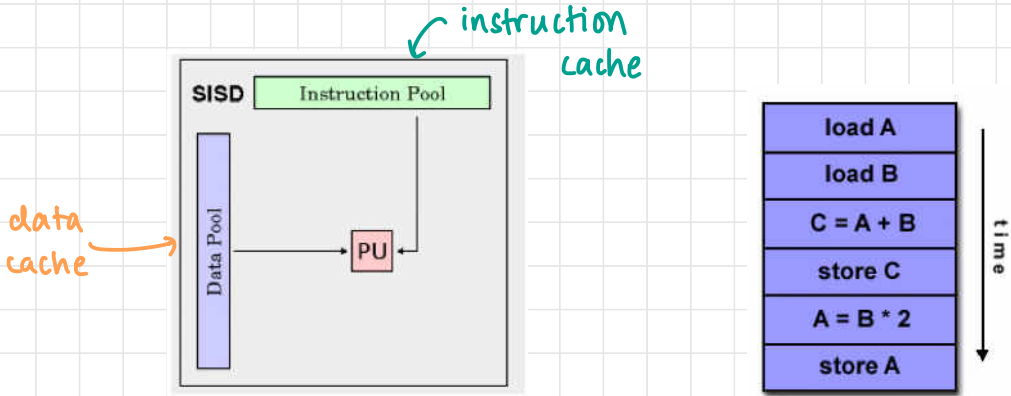 instruction
cache
SISD
Instruction Pool
data
cache
Data Pool
PU
load A
load B
C = A + B
store C
A = B * 2
store A
time